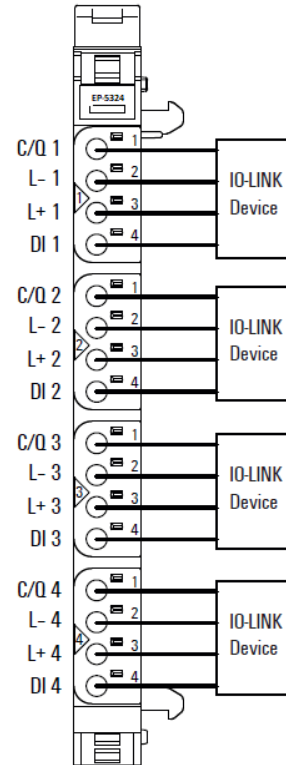 EP-5324
C/Q 1 1
L- 1 2
1
L+ 1 3
DI 1 4
IO-LINK
Device
C/Q 2 1
L- 2 2
2
L+ 2 3
DI 2 4
IO-LINK
Device
C/Q 3 1
L- 3 2
3
L+ 3 3
DI 3 4
IO-LINK
Device
C/Q 4 1
L- 4 2
4
L+ 4 3
DI 4 4
IO-LINK
Device